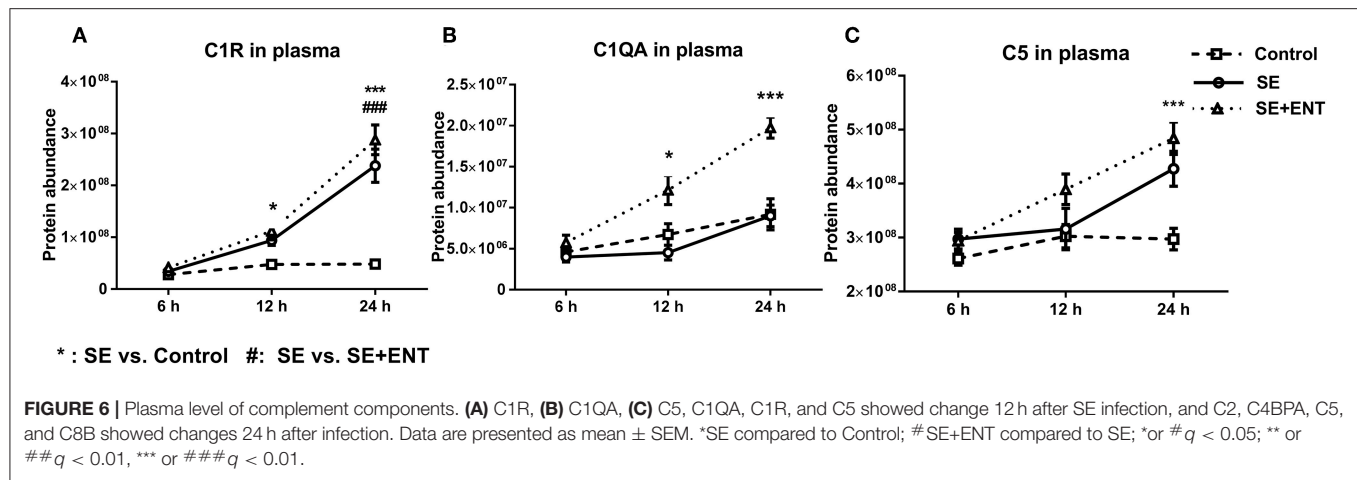 A
C1R in plasma
Protein abundance
4×10⁰⁸
3×10⁰⁸
2×10⁰⁸
1×10⁰⁸
0
***
###
*
6 h 12 h 24 h
B
C1QA in plasma
Protein abundance
2.5×10⁰⁷
2.0×10⁰⁷
1.5×10⁰⁷
1.0×10⁰⁷
5.0×10⁰⁶
0
***
*
6 h 12 h 24 h
C
C5 in plasma
Protein abundance
6×10⁰⁸
5×10⁰⁸
4×10⁰⁸
3×10⁰⁸
2×10⁰⁸
***
6 h 12 h 24 h
Control
SE
SE+ENT
* : SE vs. Control #: SE vs. SE+ENT
FIGURE 6 | Plasma level of complement components. (A) C1R, (B) C1QA, (C) C5, C1QA, C1R, and C5 showed change 12 h after SE infection, and C2, C4BPA, C5,
and C8B showed changes 24 h after infection. Data are presented as mean ± SEM. *SE compared to Control; #SE+ENT compared to SE; *or #q < 0.05; ** or
##q < 0.01, *** or ###q < 0.01.